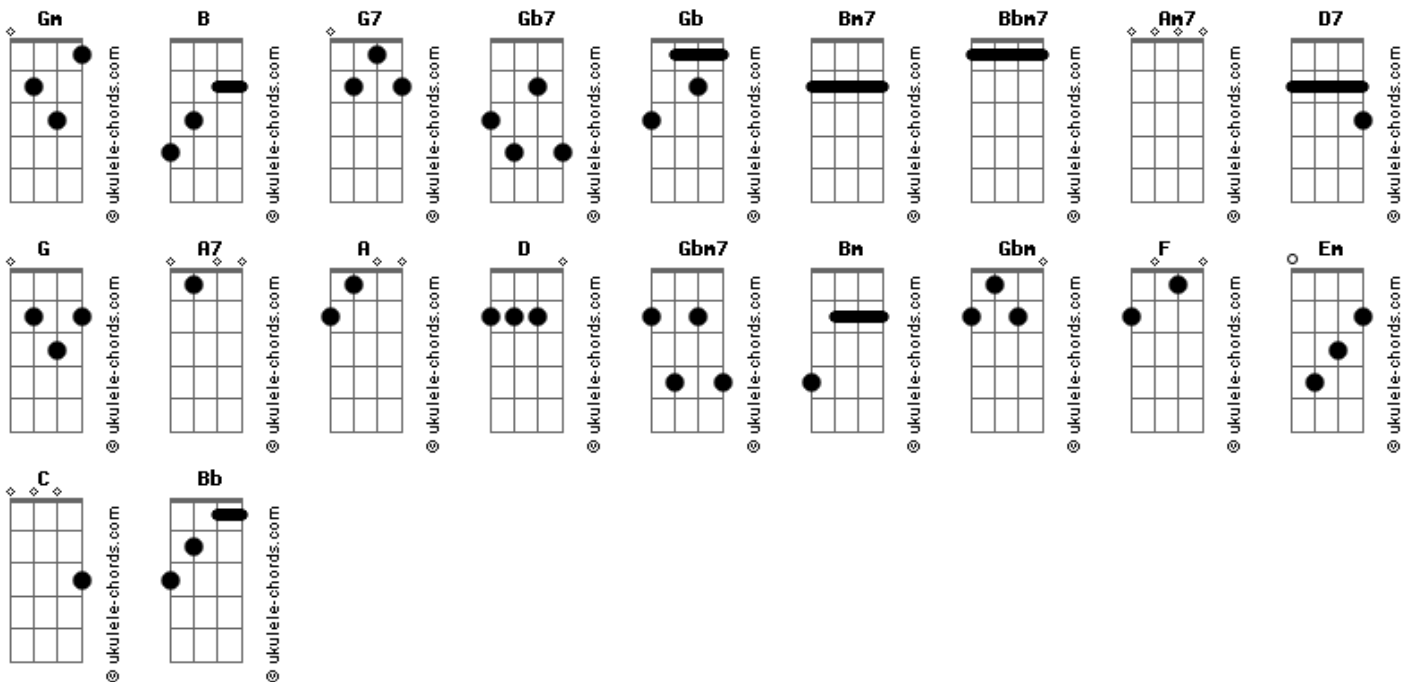 Gm B G7 Gb7 Gb Bm7 Bbm7 Am7 D7
© ukulele-chords.com © ukulele-chords.com © ukulele-chords.com © ukulele-chords.com © ukulele-chords.com © ukulele-chords.com © ukulele-chords.com © ukulele-chords.com © ukulele-chords.com
G A7 A D Gbm7 Bm Gbm F Em
© ukulele-chords.com © ukulele-chords.com © ukulele-chords.com © ukulele-chords.com © ukulele-chords.com © ukulele-chords.com © ukulele-chords.com © ukulele-chords.com © ukulele-chords.com
C Bb
© ukulele-chords.com © ukulele-chords.com